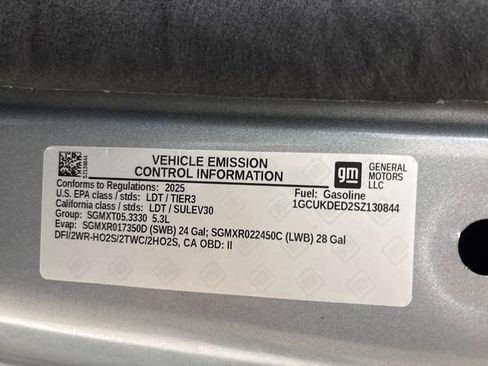 SZ130844
VEHICLE EMISSION
CONTROL INFORMATION
gm
GENERAL
MOTORS
LLC
Conforms to Regulations: 2025
U.S. EPA class / stds: LDT / TIER3
Fuel: Gasoline
California class / stds: LDT / SULEV30
1GCUKDED2SZ130844
Group: SGMXT05.3330 5.3L
Evap: SGMXR017350D (SWB) 24 Gal; SGMXR022450C (LWB) 28 Gal
DFI/2WR-HO2S/2TWC/2HO2S, CA OBD: II